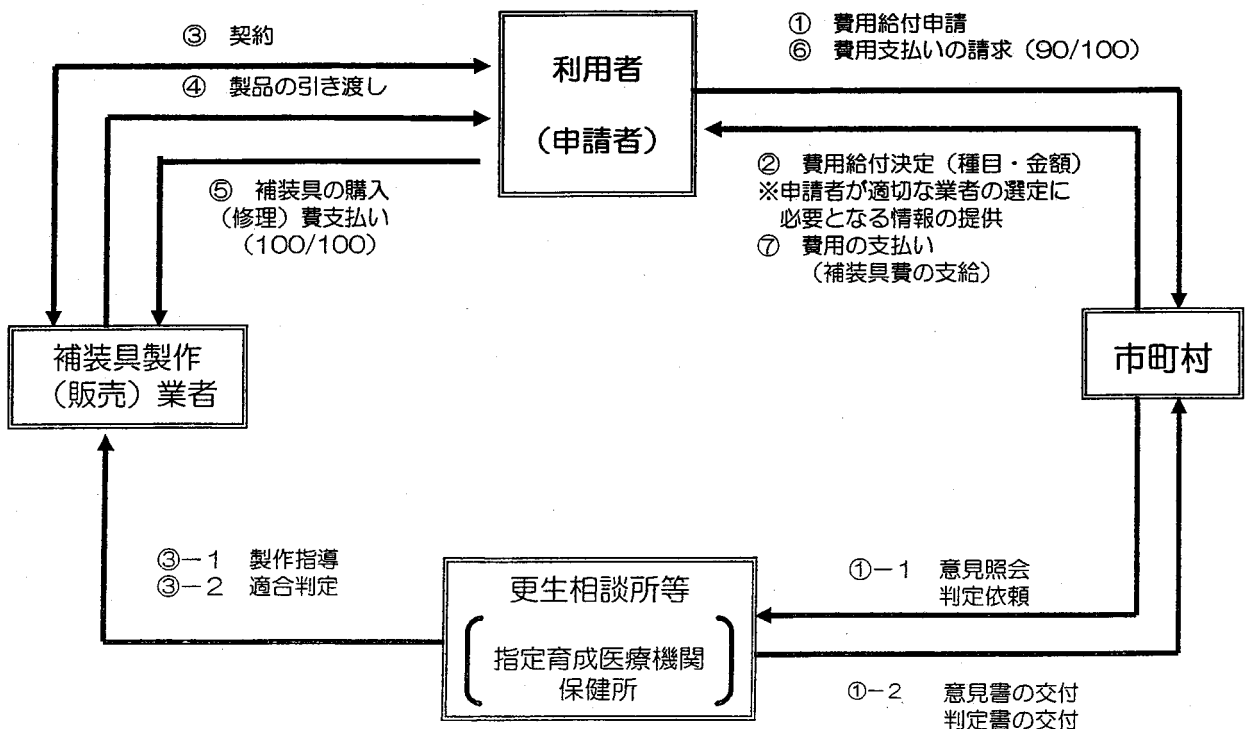 ③ 契約
④ 製品の引き渡し
利用者
(申請者)
① 費用給付申請
⑥ 費用支払いの請求(90/100)
⑤ 補装具の購入
(修理)費支払い
(100/100)
② 費用給付決定(種目・金額)
※申請者が適切な業者の選定に
必要となる情報の提供
⑦ 費用の支払い
(補装具費の支給)
補装具製作
(販売)業者
市町村
③-1 製作指導
③-2 適合判定
更生相談所等
指定育成医療機関
保健所
①-1 意見照会
判定依頼
①-2 意見書の交付
判定書の交付